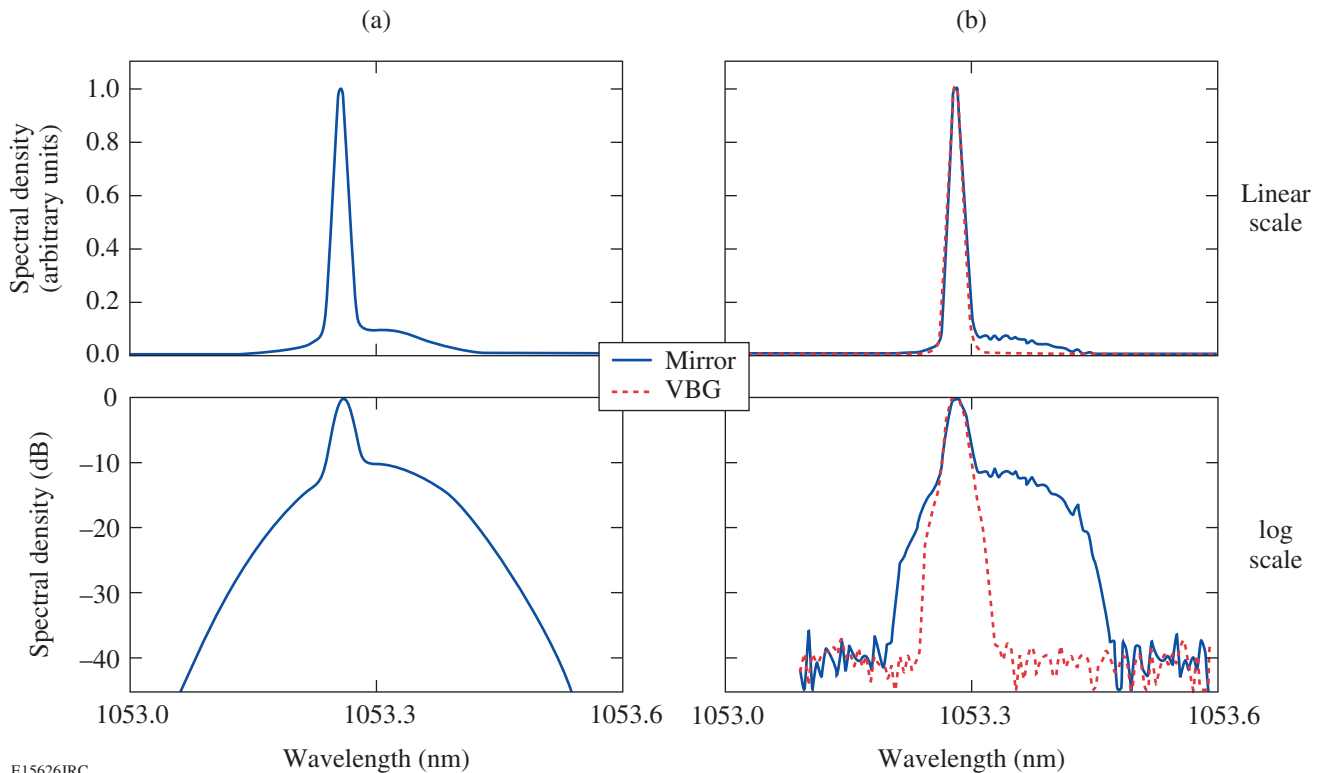 (a)
(b)
Spectral density
(arbitrary units)
1.0
0.8
0.6
0.4
0.2
0.0
Linear
scale
Mirror
VBG
Spectral density (dB)
0
–10
–20
–30
–40
log
scale
1053.0
1053.3
1053.6
1053.0
1053.3
1053.6
Wavelength (nm)
Wavelength (nm)
E15626JRC